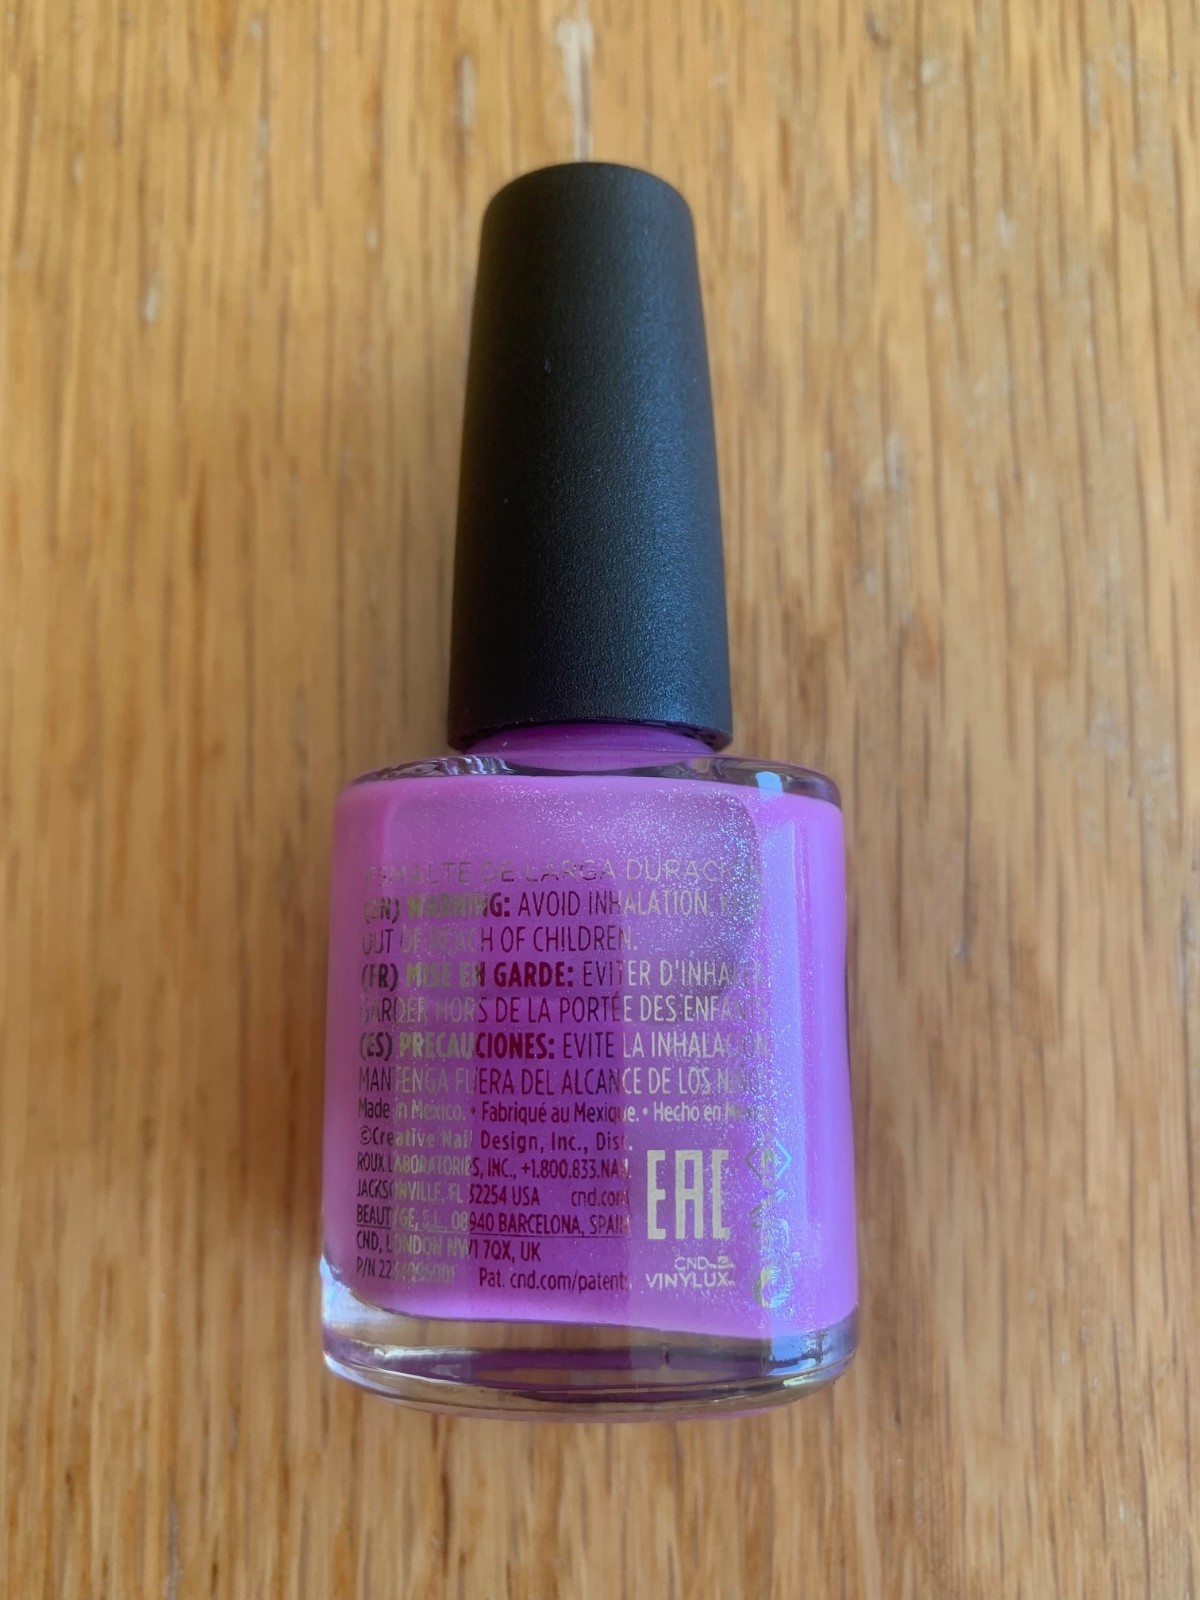 ESMALTE DE LARGA DURACIÓN
(EN) WARNING: AVOID INHALATION. KEEP
OUT OF REACH OF CHILDREN.
(FR) MISE EN GARDE: EVITER D'INHALER.
GARDER HORS DE LA PORTÉE DES ENFANTS.
(ES) PRECAUCIONES: EVITE LA INHALACIÓN.
MANTENGA FUERA DEL ALCANCE DE LOS NIÑOS.
Made in Mexico. • Fabriqué au Mexique. • Hecho en México.
©Creative Nail Design, Inc., Dist.
ROUX LABORATORIES, INC., +1.800.833.NAIL
JACKSONVILLE, FL 32254 USA cnd.com
BEAUTYGE, S.L. 08940 BARCELONA, SPAIN
CND, LONDON NW1 7QX, UK
P/N Pat. cnd.com/patents
EAC
CND
VINYLUX